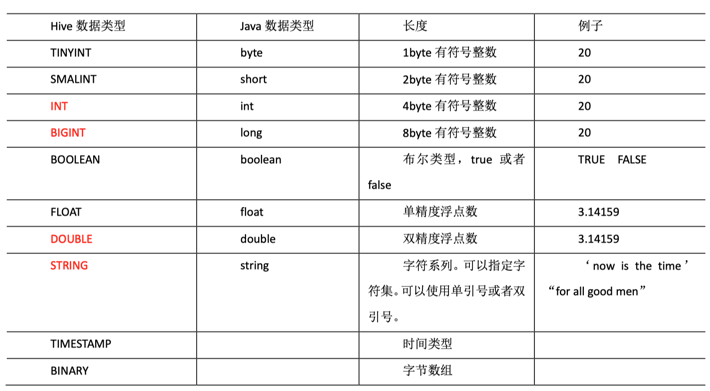 Hive 数据类型 Java 数据类型 长度 例子
TINYINT byte 1byte 有符号整数 20
SMALINT short 2byte 有符号整数 20
INT int 4byte 有符号整数 20
BIGINT long 8byte 有符号整数 20
BOOLEAN boolean 布尔类型，true 或者 TRUE FALSE
false
FLOAT float 单精度浮点数 3.14159
DOUBLE double 双精度浮点数 3.14159
STRING string 字符系列。可以指定字 ‘now is the time’
符集。可以使用单引号或者双 “for all good men”
引号。
TIMESTAMP 时间类型
BINARY 字节数组